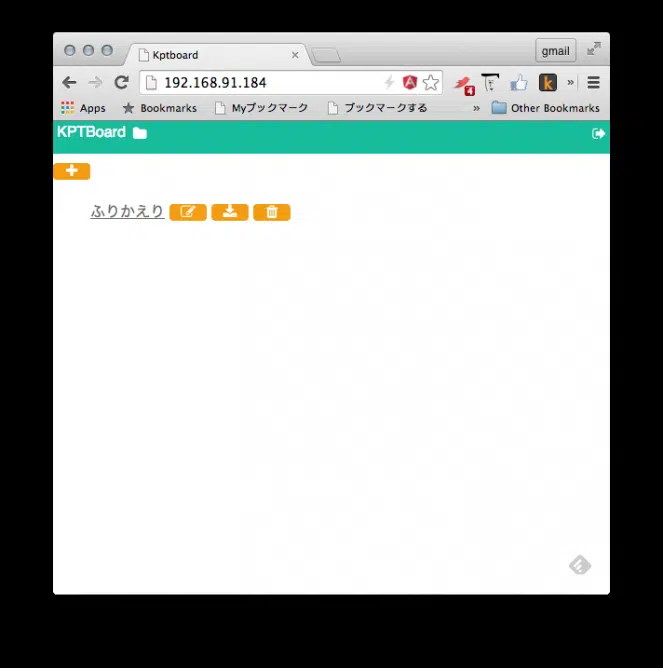 Kptboard
gmail
192.168.91.184
4
Apps
Bookmarks
Myブックマーク
ブックマークする
»
Other Bookmarks
KPTBoard
ふりかえり